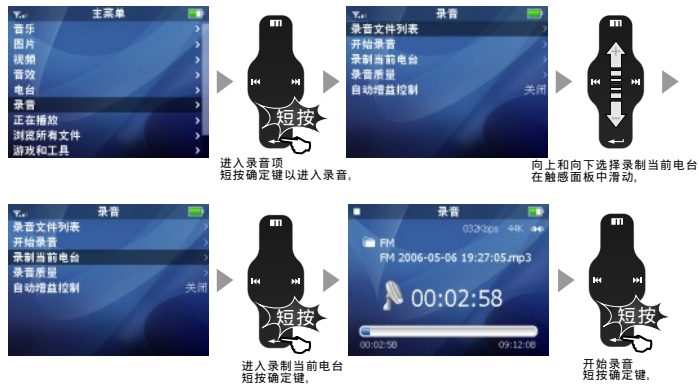 主菜单
音乐
图片
视频
音效
电台
录音
正在播放
浏览所有文件
游戏和工具
短按
进入录音项
短按确定键以进入录音,
录音
录音文件列表
开始录音
录制当前电台
录音质量
自动增益控制 关闭
向上和向下选择录制当前电台
在触感面板中滑动,
录音
录音文件列表
开始录音
录制当前电台
录音质量
自动增益控制 关闭
短按
进入录制当前电台
短按确定键,
录音
032Kbps 44K
FM
FM 2006-05-06 19:27:05.mp3
00:02:58
00:02:58 09:12:08
短按
开始录音
短按确定键,